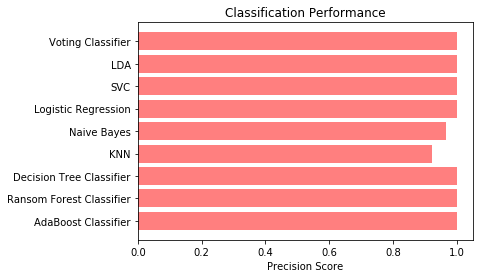 Classification Performance
Voting Classifier
LDA
SVC
Logistic Regression
Naive Bayes
KNN
Decision Tree Classifier
Ransom Forest Classifier
AdaBoost Classifier
0.0 0.2 0.4 0.6 0.8 1.0
Precision Score